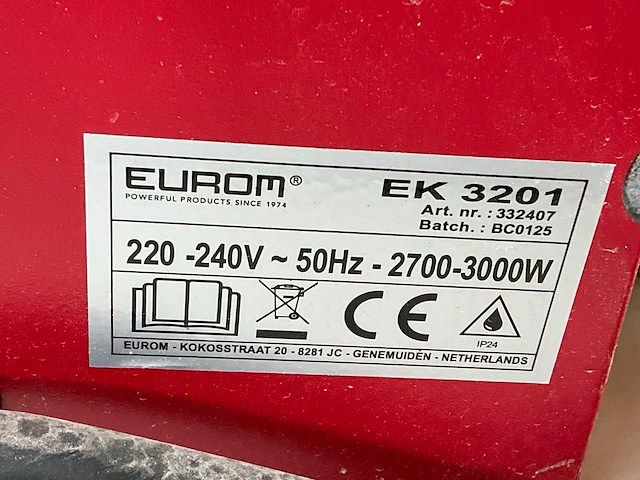 EUROM®
POWERFUL PRODUCTS SINCE 1974
EK 3201
Art. nr. : 332407
Batch. : BC0125
220 -240V ~ 50Hz - 2700-3000W
CE
IP24
EUROM - KOKOSSTRAAT 20 - 8281 JC - GENEMUIDEN - NETHERLANDS